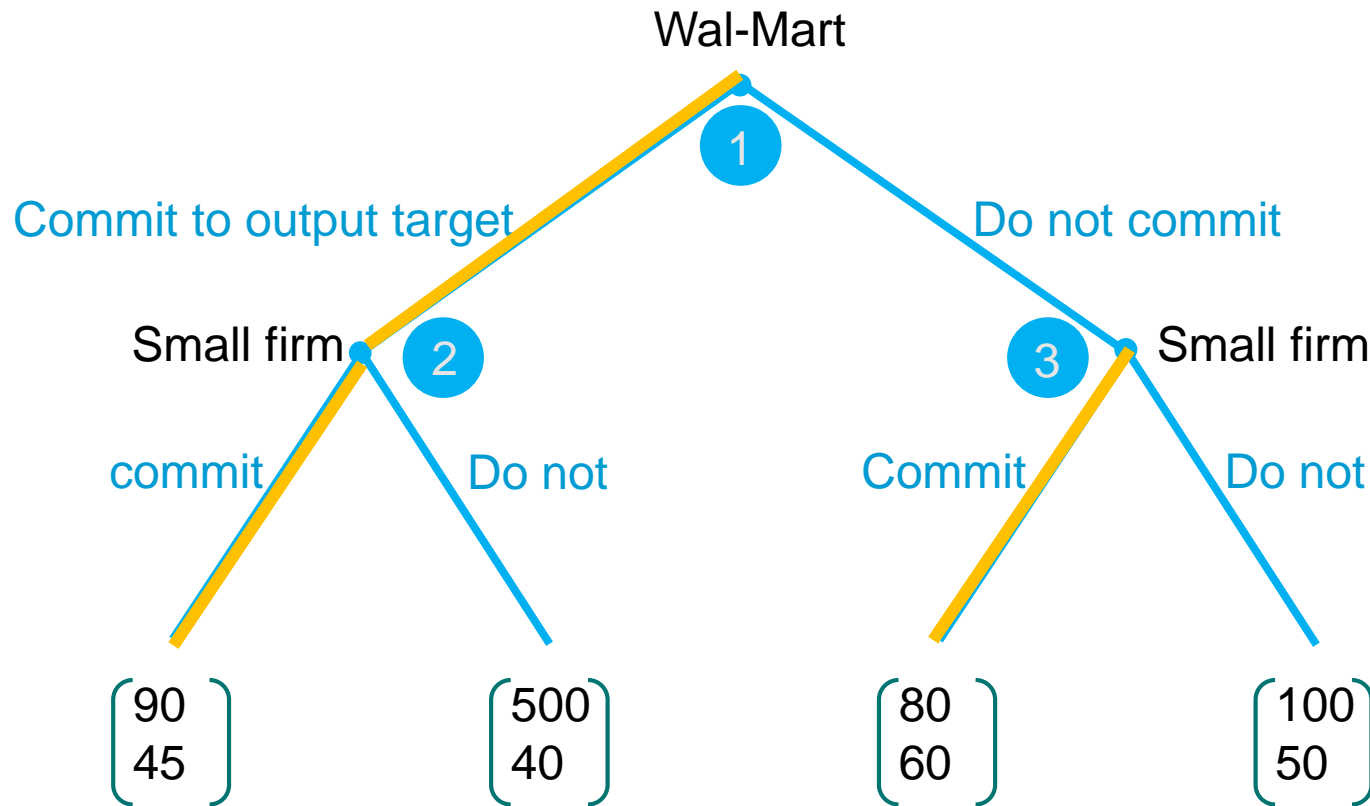 Wal-Mart
1
Commit to output target
Do not commit
Small firm
2
3
Small firm
commit
Do not
Commit
Do not
90
45
500
40
80
60
100
50